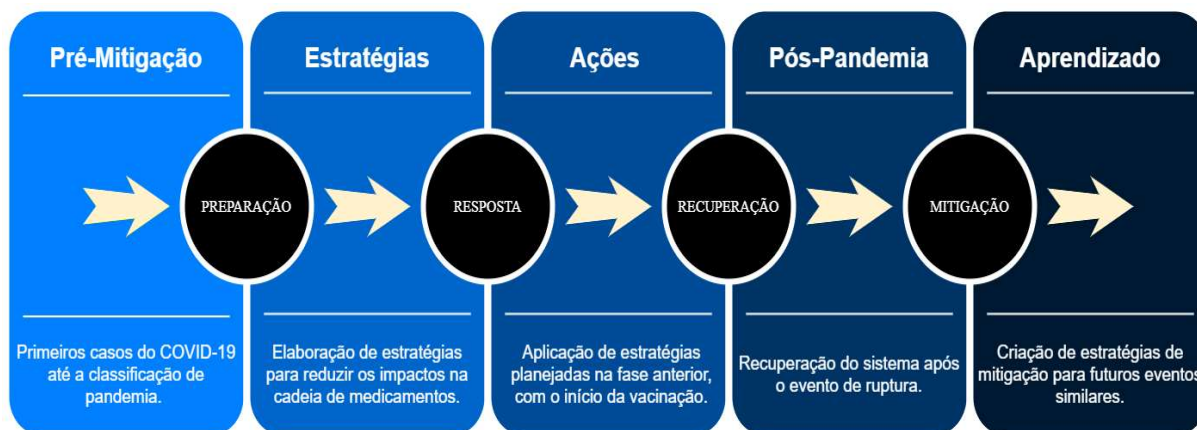 Pré-Mitigação
Estratégias
Ações
Pós-Pandemia
Aprendizado
PREPARAÇÃO
RESPOSTA
RECUPERAÇÃO
MITIGAÇÃO
Primeiros casos do COVID-19
até a classificação de
pandemia.
Elaboração de estratégias
para reduzir os impactos na
cadeia de medicamentos.
Aplicação de estratégias
planejadas na fase anterior,
com o início da vacinação.
Recuperação do sistema após
o evento de ruptura.
Criação de estratégias de
mitigação para futuros eventos
similares.